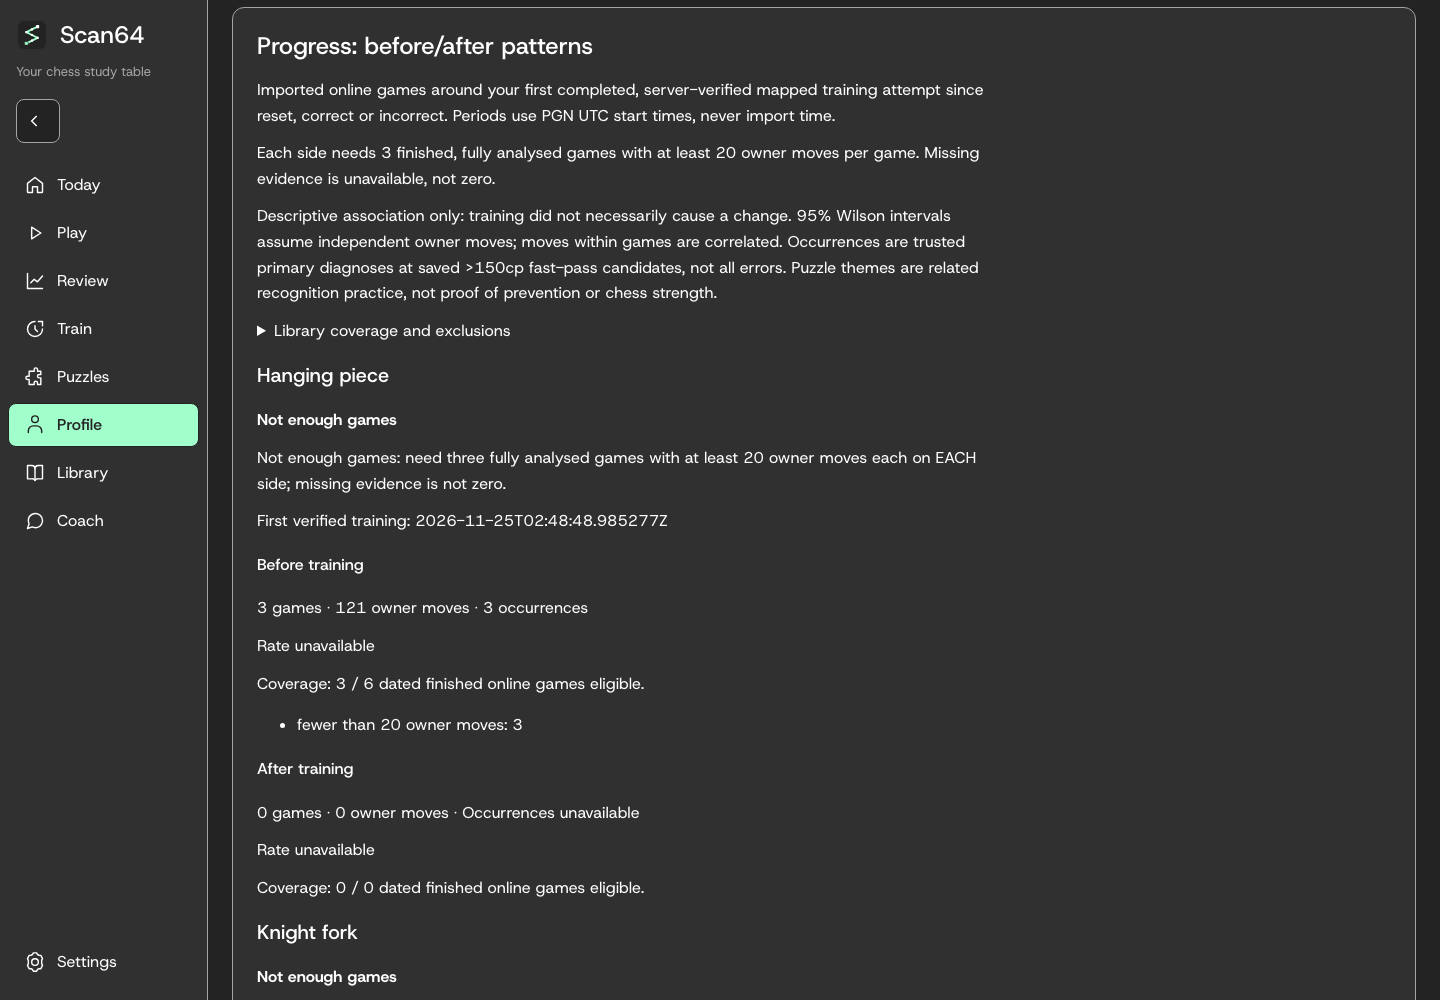 Scan64
Your chess study table
Today
Play
Review
Train
Puzzles
Profile
Library
Coach
Settings
Progress: before/after patterns
Imported online games around your first completed, server-verified mapped training attempt since
reset, correct or incorrect. Periods use PGN UTC start times, never import time.
Each side needs 3 finished, fully analysed games with at least 20 owner moves per game. Missing
evidence is unavailable, not zero.
Descriptive association only: training did not necessarily cause a change. 95% Wilson intervals
assume independent owner moves; moves within games are correlated. Occurrences are trusted
primary diagnoses at saved >150cp fast-pass candidates, not all errors. Puzzle themes are related
recognition practice, not proof of prevention or chess strength.
Library coverage and exclusions
Hanging piece
Not enough games
Not enough games: need three fully analysed games with at least 20 owner moves each on EACH
side; missing evidence is not zero.
First verified training: 2026-11-25T02:48:48.985277Z
Before training
3 games · 121 owner moves · 3 occurrences
Rate unavailable
Coverage: 3 / 6 dated finished online games eligible.
• fewer than 20 owner moves: 3
After training
0 games · 0 owner moves · Occurrences unavailable
Rate unavailable
Coverage: 0 / 0 dated finished online games eligible.
Knight fork
Not enough games